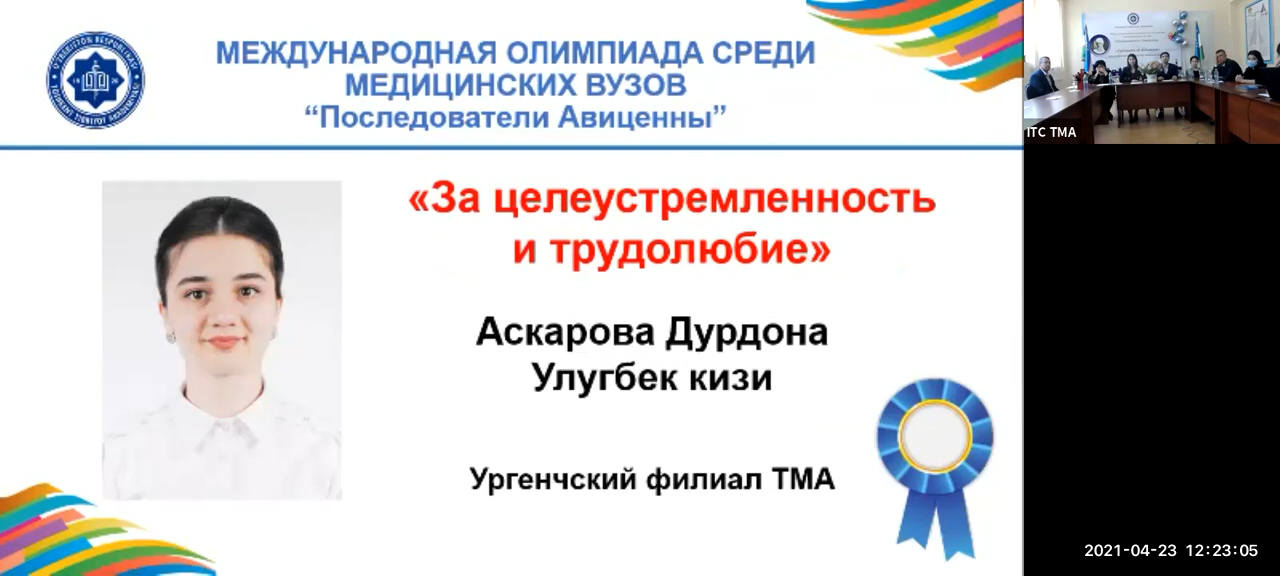 МЕЖДУНАРОДНАЯ ОЛИМПИАДА СРЕДИ
МЕДИЦИНСКИХ ВУЗОВ
“Последователи Авиценны”
«За целеустремленность
и трудолюбие»
Аскарова Дурдона
Улугбек кизи
Ургенчский филиал ТМА
ITC TMA
2021-04-23 12:23:05